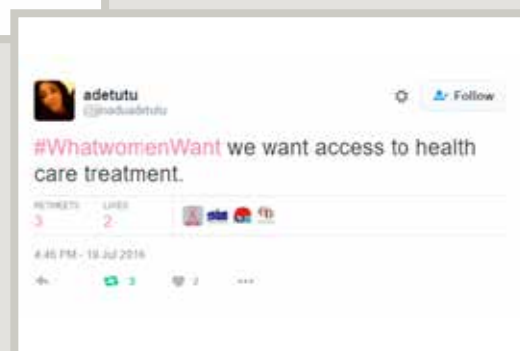 adetutu
Follow
#WhatwomenWant we want access to health
care treatment.
RETWEETS LIKES
3 2
4:46 PM - 19 Jul 2016
3 2